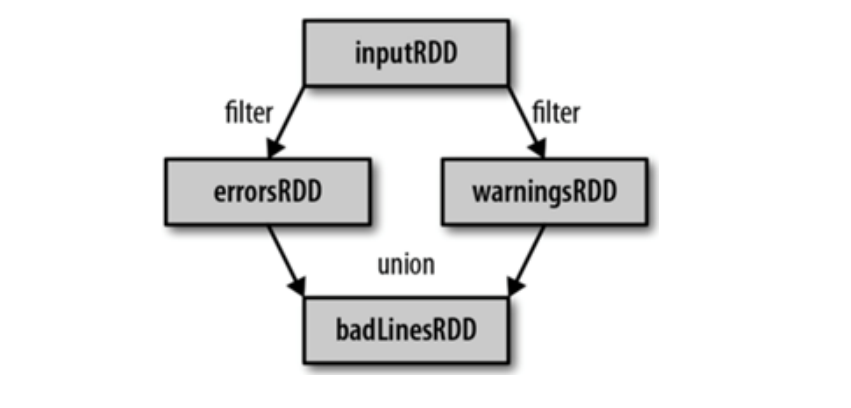 inputRDD
filter
filter
errorsRDD
warningsRDD
union
badLinesRDD